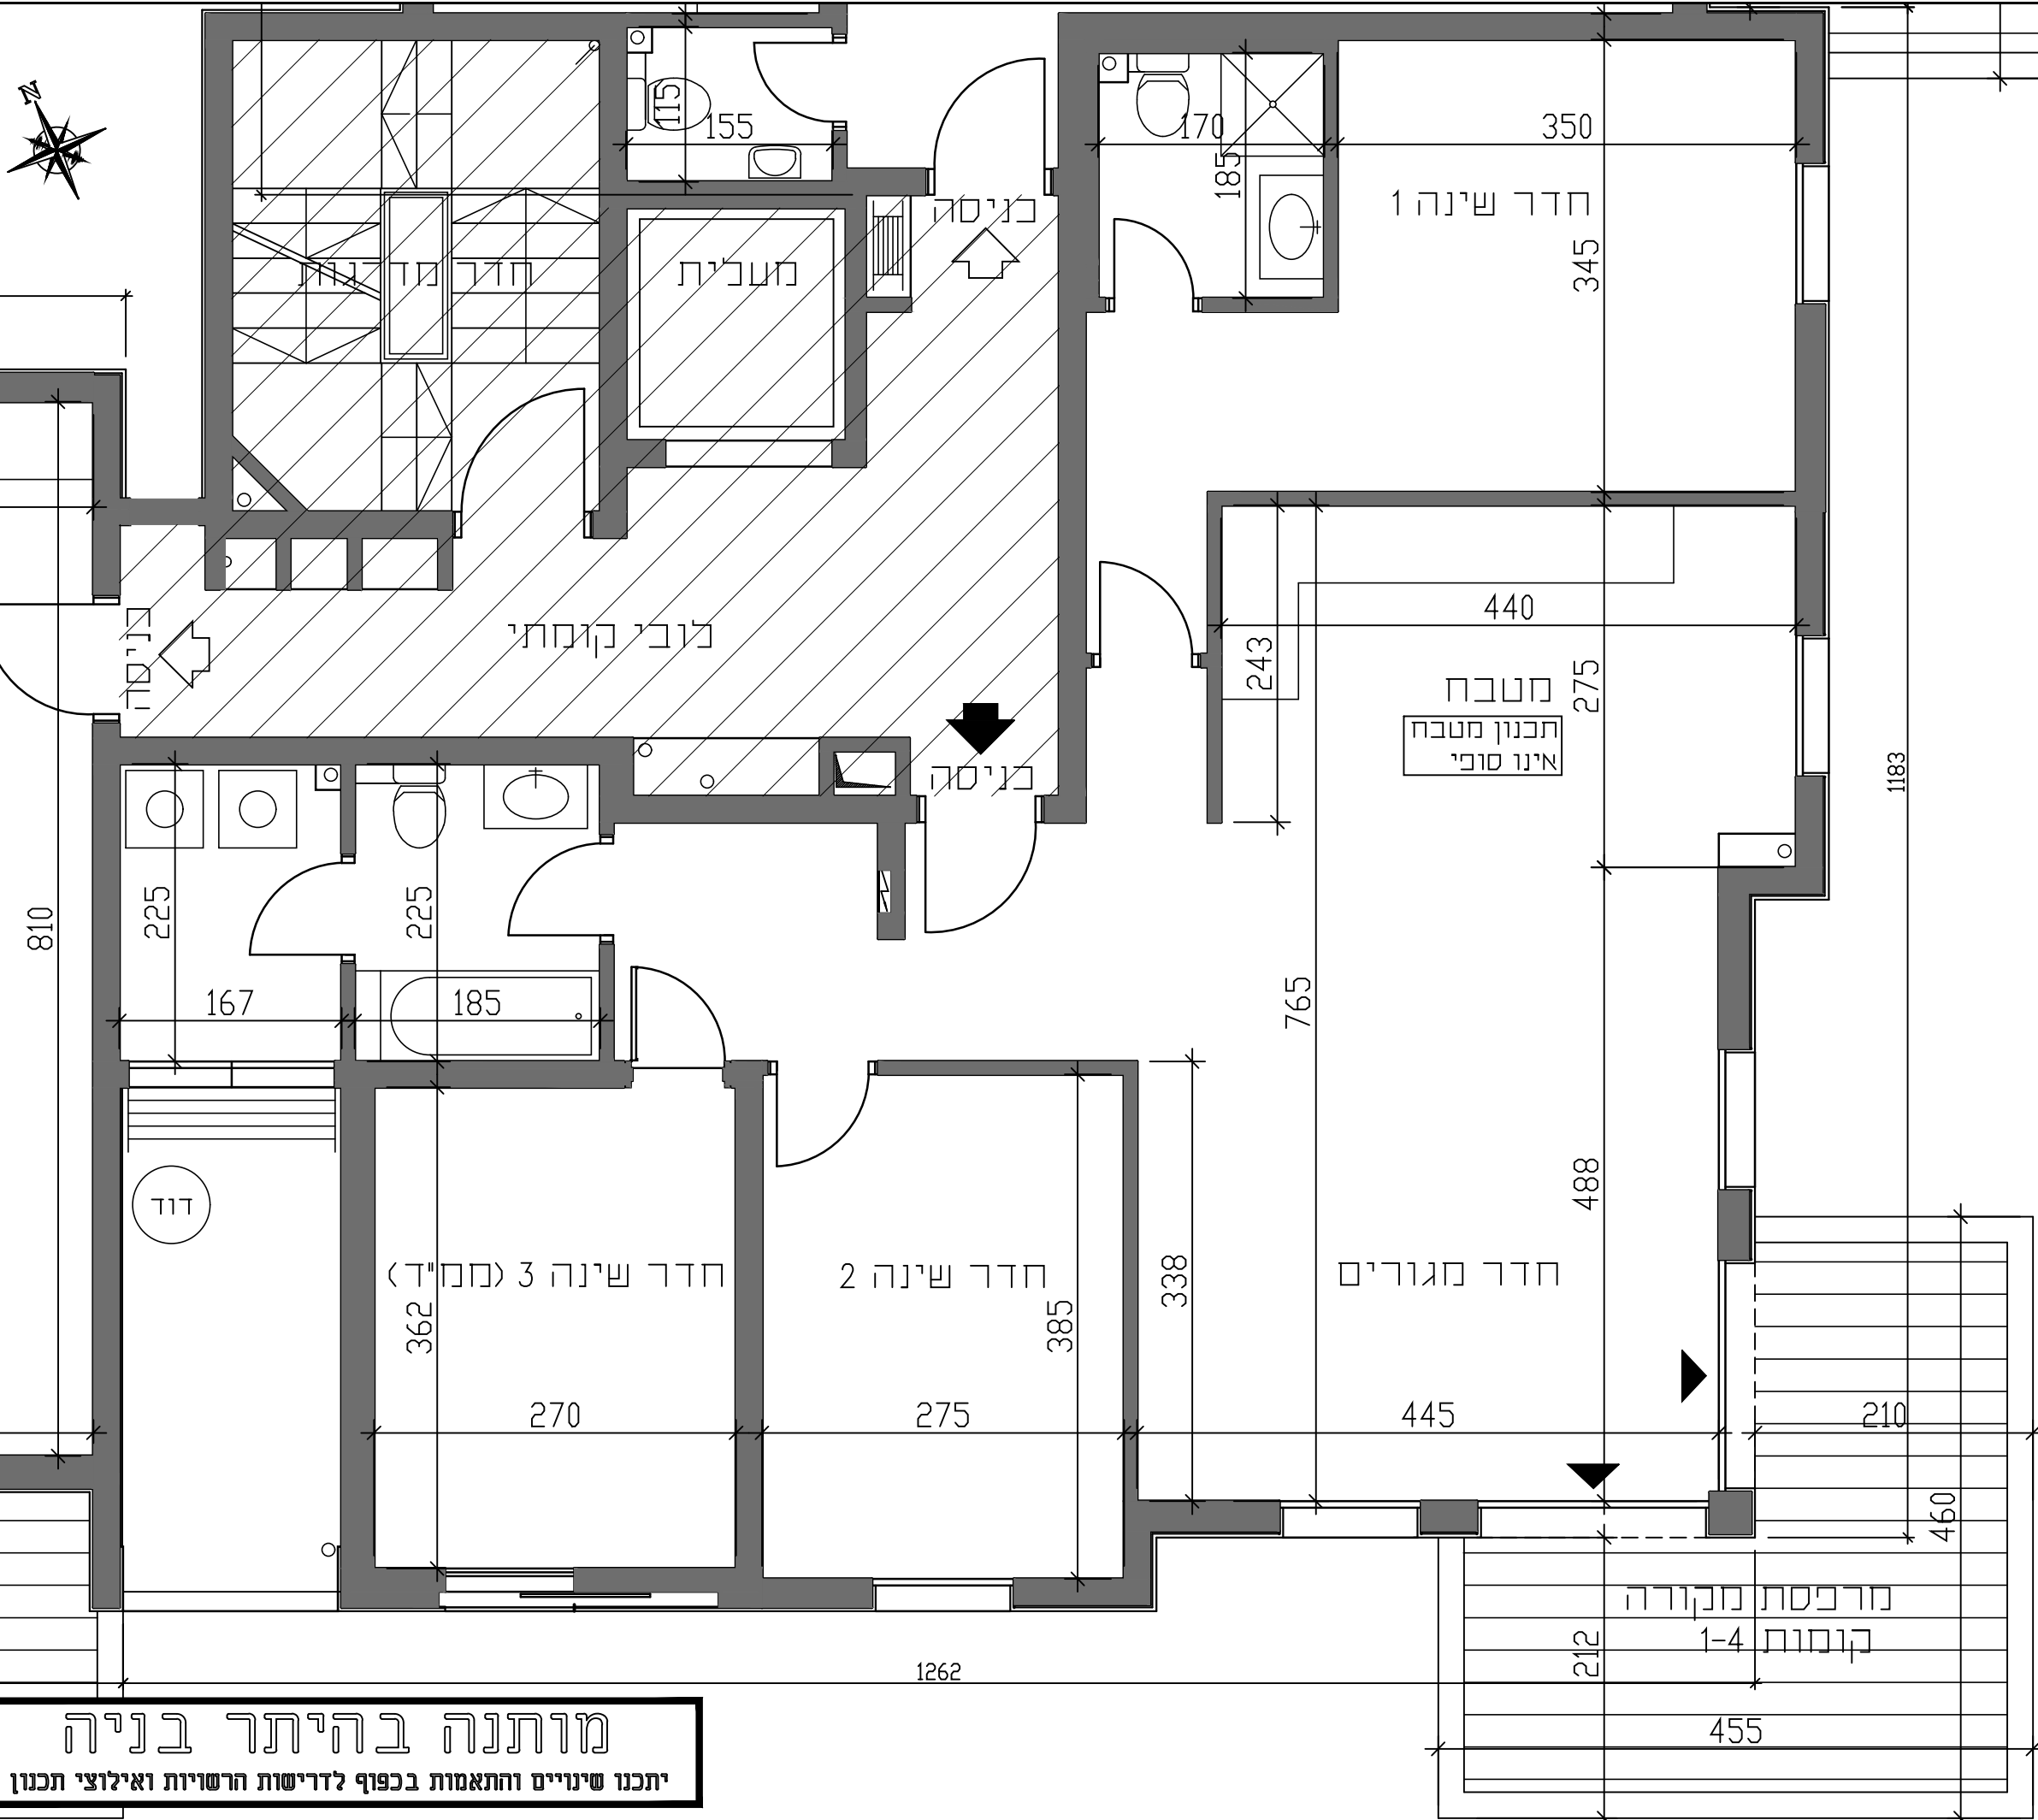 N
115
155
170
185
350
חדר שינה 1
345
כניסה
חדר מדרגות
מעלית
440
243
275
מטבח
תכנון מטבח
אינו סופי
1183
כניסה
לובי קומתי
כניסה
810
225
225
167
185
765
488
דוד
חדר שינה 3 (ממ"ד)
362
חדר שינה 2
385
338
חדר מגורים
270
275
445
210
460
מרפסת מקורה
קומות 1-4
212
1262
455
מותנה בהיתר בניה
יתכנו שינויים והתאמות בכפוף לדרישות הרשויות ואילוצי תכנון